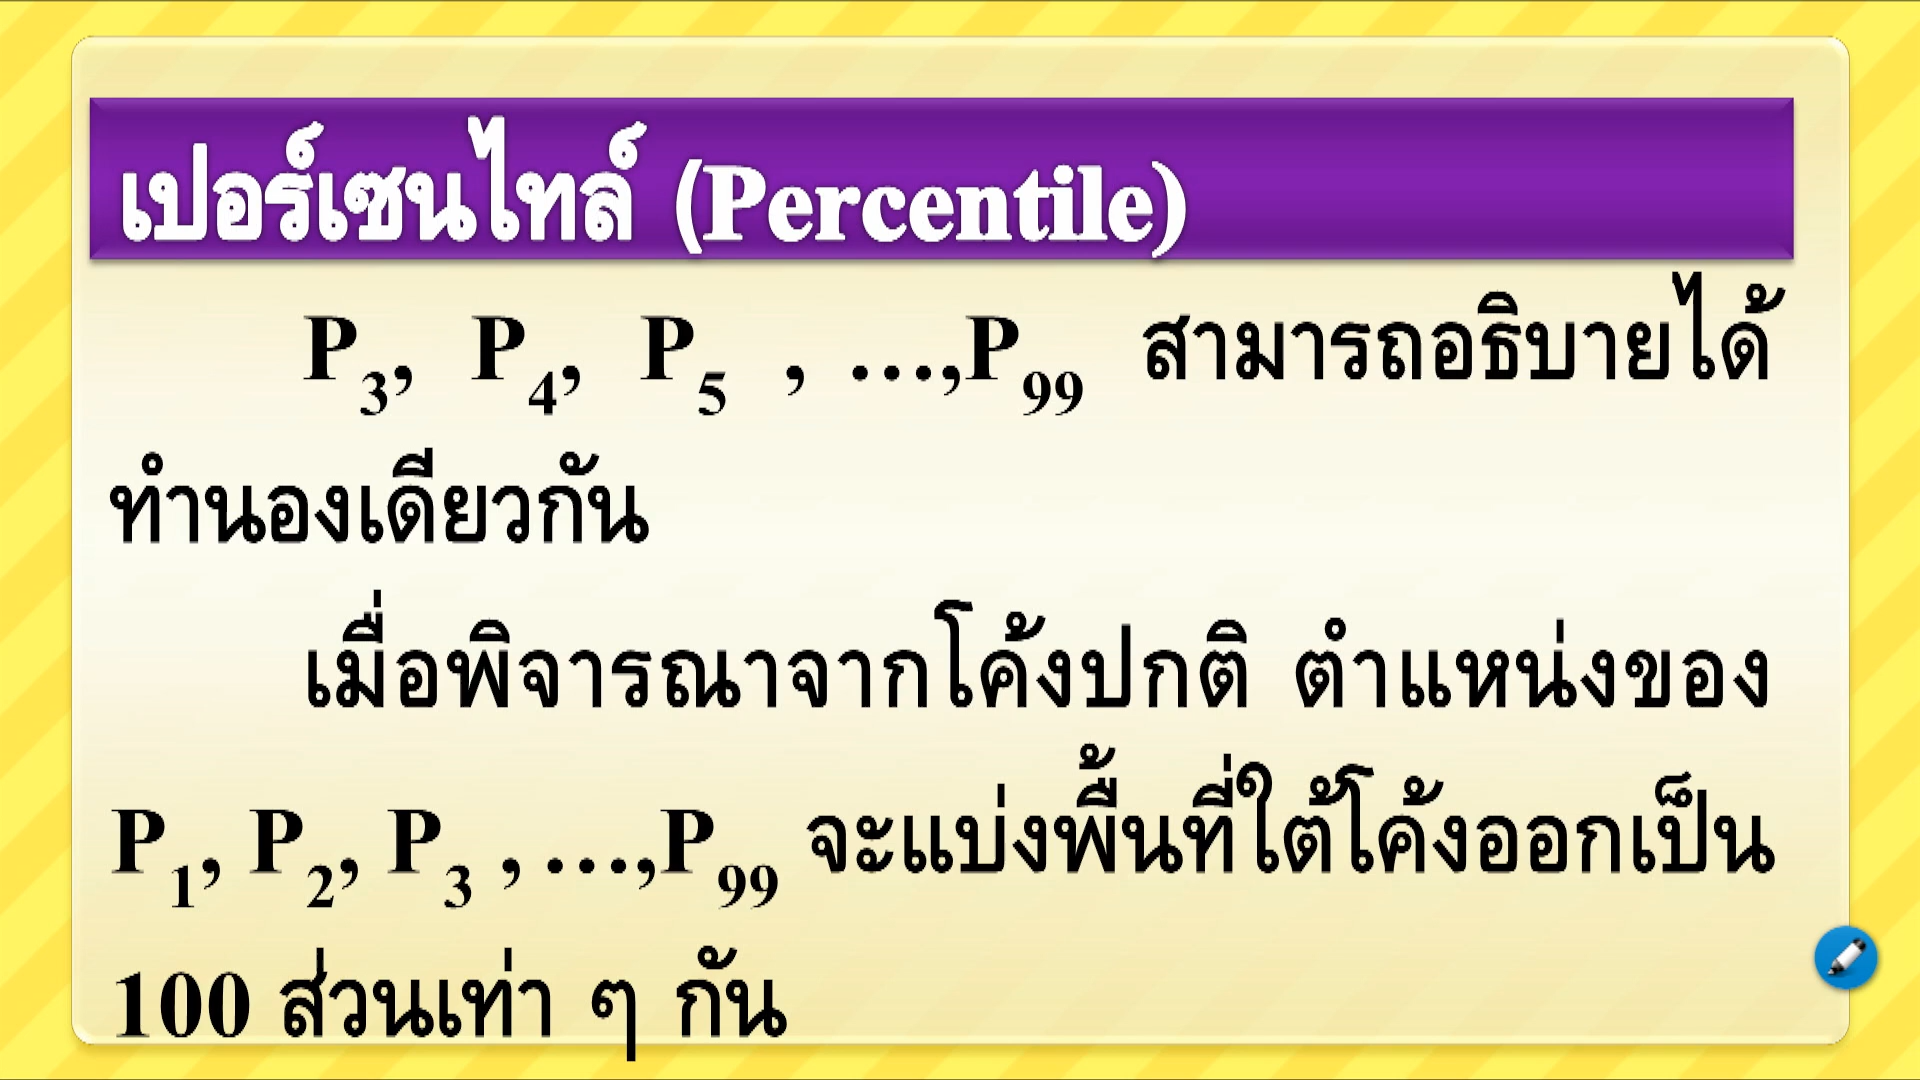 เปอร์เซนไทล์ (Percentile)
P₃, P₄, P₅ , ...,P₉₉ สามารถอธิบายได้
ทำนองเดียวกัน
เมื่อพิจารณาจากโค้งปกติ ตำแหน่งของ
P₁, P₂, P₃ , ...,P₉₉ จะแบ่งพื้นที่ใต้โค้งออกเป็น
100 ส่วนเท่า ๆ กัน